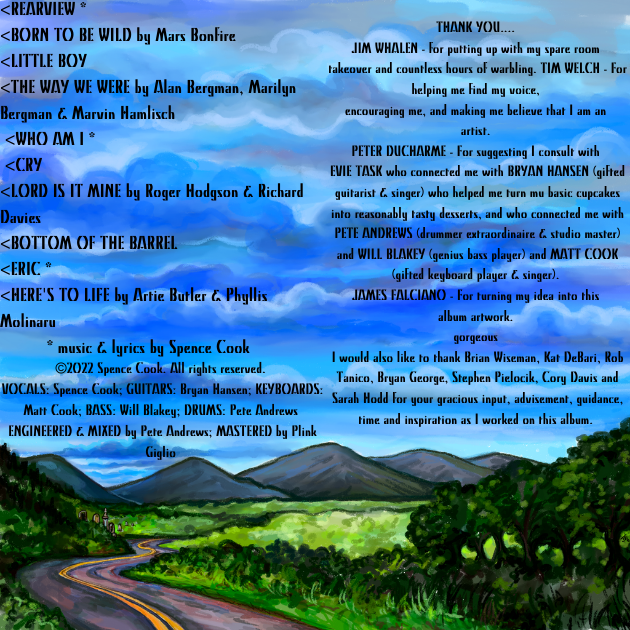 <REARVIEW *
<BORN TO BE WILD by Mars Bonfire
<LITTLE BOY
<THE WAY WE WERE by Alan Bergman, Marilyn
Bergman & Marvin Hamlisch
<WHO AM I *
<CRY
<LORD IS IT MINE by Roger Hodgson & Richard
Davies
<BOTTOM OF THE BARREL
<ERIC *
<HERE'S TO LIFE by Artie Butler & Phyllis
Molinaru
* music & lyrics by Spence Cook
©2022 Spence Cook. All rights reserved.
VOCALS: Spence Cook; GUITARS: Bryan Hansen; KEYBOARDS:
Matt Cook; BASS: Will Blakey; DRUMS: Pete Andrews
ENGINEERED & MIXED by Pete Andrews; MASTERED by Plink
Giglio
THANK YOU....
JIM WHALEN - For putting up with my spare room
takeover and countless hours of warbling. TIM WELCH - For
helping me find my voice,
encouraging me, and making me believe that I am an
artist.
PETER DUCHARME - For suggesting I consult with
EVIE TASK who connected me with BRYAN HANSEN (gifted
guitarist & singer) who helped me turn mu basic cupcakes
into reasonably tasty desserts, and who connected me with
PETE ANDREWS (drummer extraordinaire & studio master)
and WILL BLAKEY (genius bass player) and MATT COOK
(gifted keyboard player & singer).
JAMES FALCIANO - For turning my idea into this
album artwork.
gorgeous
I would also like to thank Brian Wiseman, Kat DeBari, Rob
Tanico, Bryan George, Stephen Pielocik, Cory Davis and
Sarah Hodd For your gracious input, advisement, guidance,
time and inspiration as I worked on this album.